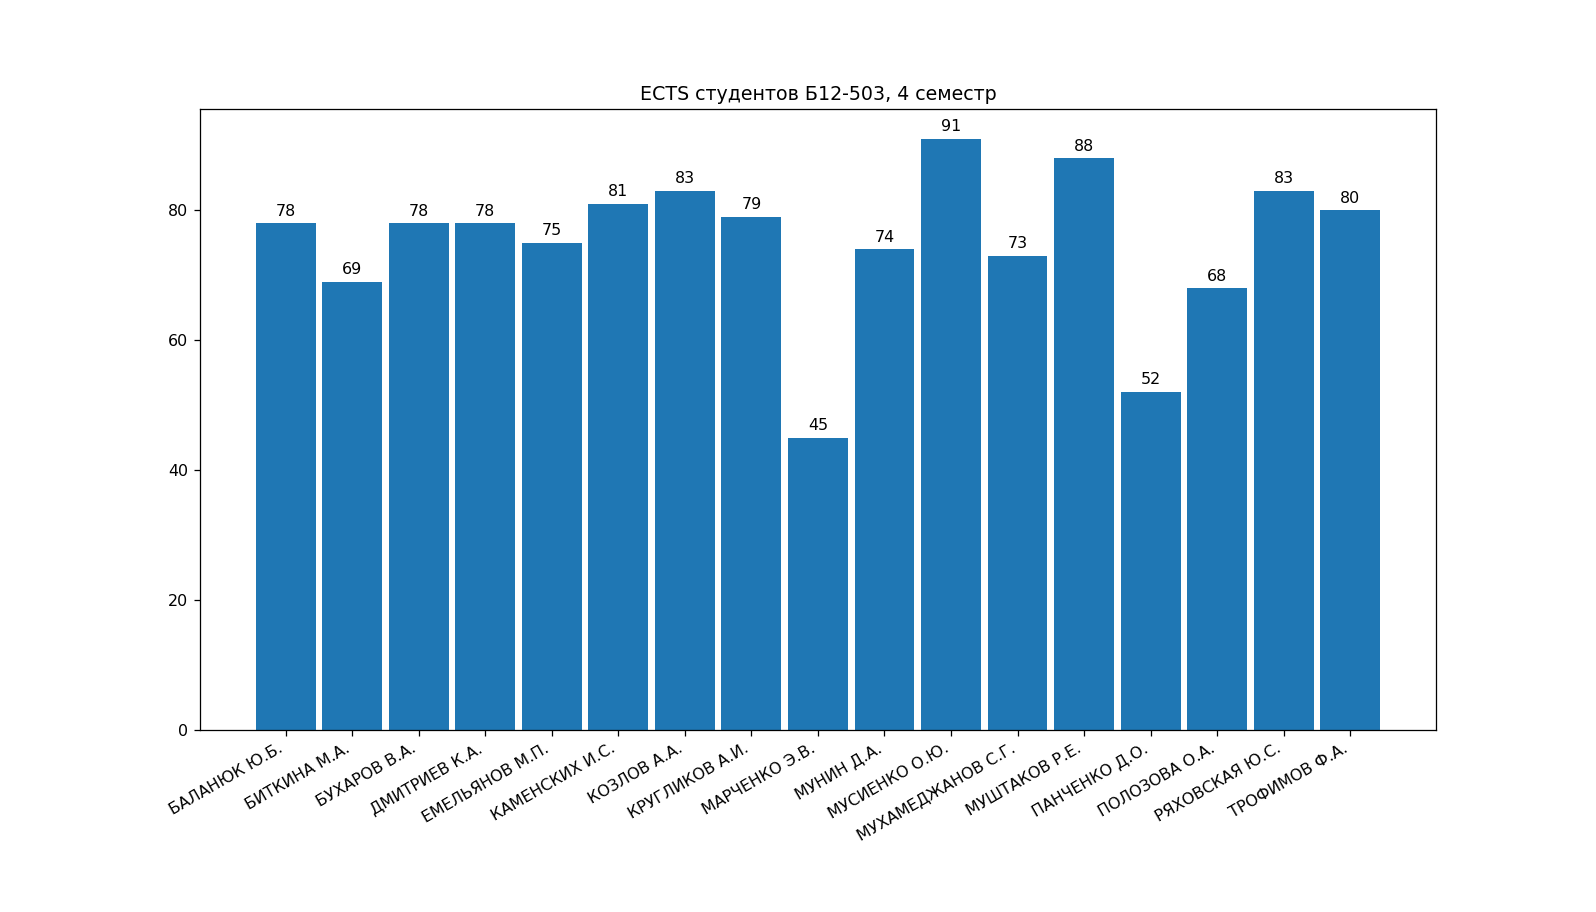 ECTS студентов Б12-503, 4 семестр
91
88
83
83
81
80
79
78
78
78
75
74
73
69
68
52
45
80
60
40
20
0
БАЛАНЮК Ю.Б.
БИТКИНА М.А.
БУХАРОВ В.А.
ДМИТРИЕВ К.А.
ЕМЕЛЬЯНОВ М.П.
КАМЕНСКИХ И.С.
КОЗЛОВ А.А.
КРУГЛИКОВ А.И.
МАРЧЕНКО Э.В.
МУНИН Д.А.
МУСИЕНКО О.Ю.
МУХАМЕДЖАНОВ С.Г.
МУШТАКОВ Р.Е.
ПАНЧЕНКО Д.О.
ПОЛОЗОВА О.А.
РЯХОВСКАЯ Ю.С.
ТРОФИМОВ Ф.А.